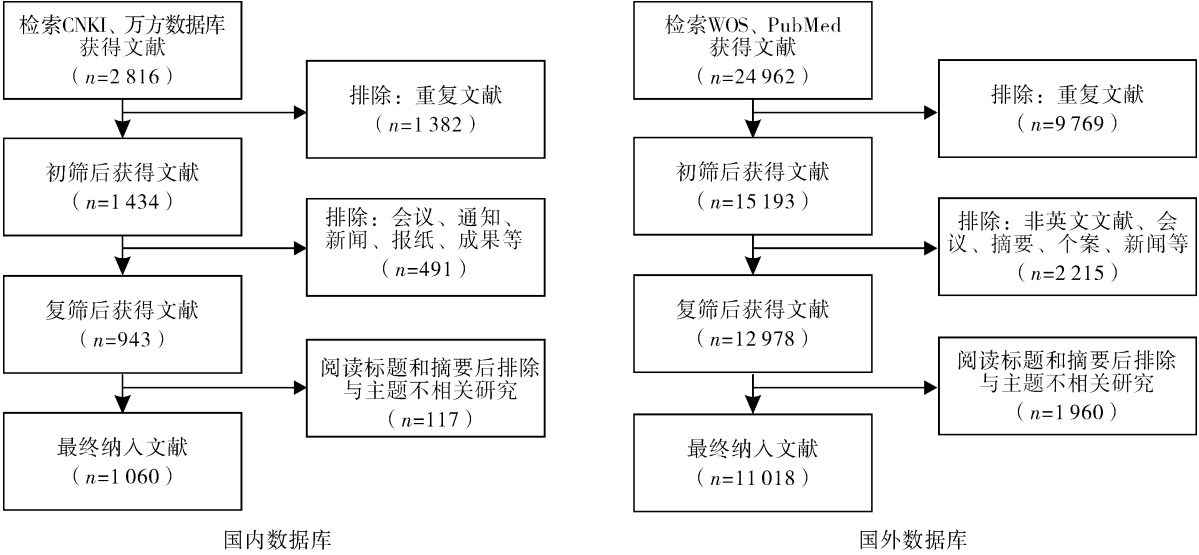 检索CNKI、万方数据库
获得文献
（n=2 816）
排除：重复文献
（n=1 382）
初筛后获得文献
（n=1 434）
排除：会议、通知、
新闻、报纸、成果等
（n=491）
复筛后获得文献
（n=943）
阅读标题和摘要后排除
与主题不相关研究
（n=117）
最终纳入文献
（n=1 060）
国内数据库
检索WOS、PubMed
获得文献
（n=24 962）
排除：重复文献
（n=9 769）
初筛后获得文献
（n=15 193）
排除：非英文文献、会
议、摘要、个案、新闻等
（n=2 215）
复筛后获得文献
（n=12 978）
阅读标题和摘要后排除
与主题不相关研究
（n=1 960）
最终纳入文献
（n=11 018）
国外数据库